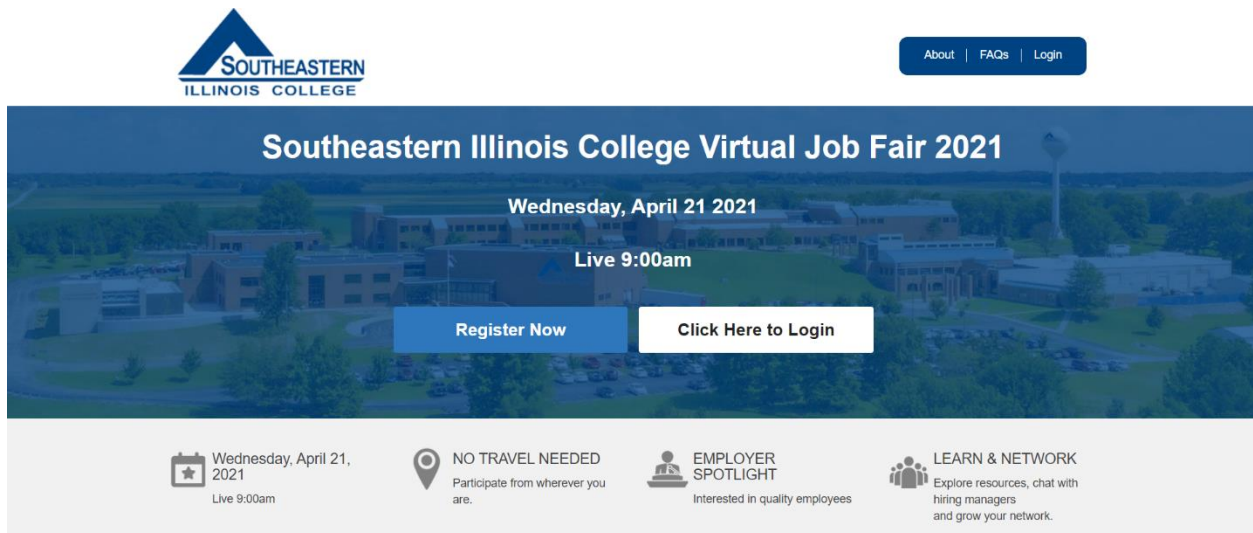 SOUTHEASTERN
ILLINOIS COLLEGE
About | FAQs | Login
Southeastern Illinois College Virtual Job Fair 2021
Wednesday, April 21 2021
Live 9:00am
Register Now
Click Here to Login
Wednesday, April 21,
2021
Live 9:00am
NO TRAVEL NEEDED
Participate from wherever you
are.
EMPLOYER
SPOTLIGHT
Interested in quality employees
LEARN & NETWORK
Explore resources, chat with
hiring managers
and grow your network.